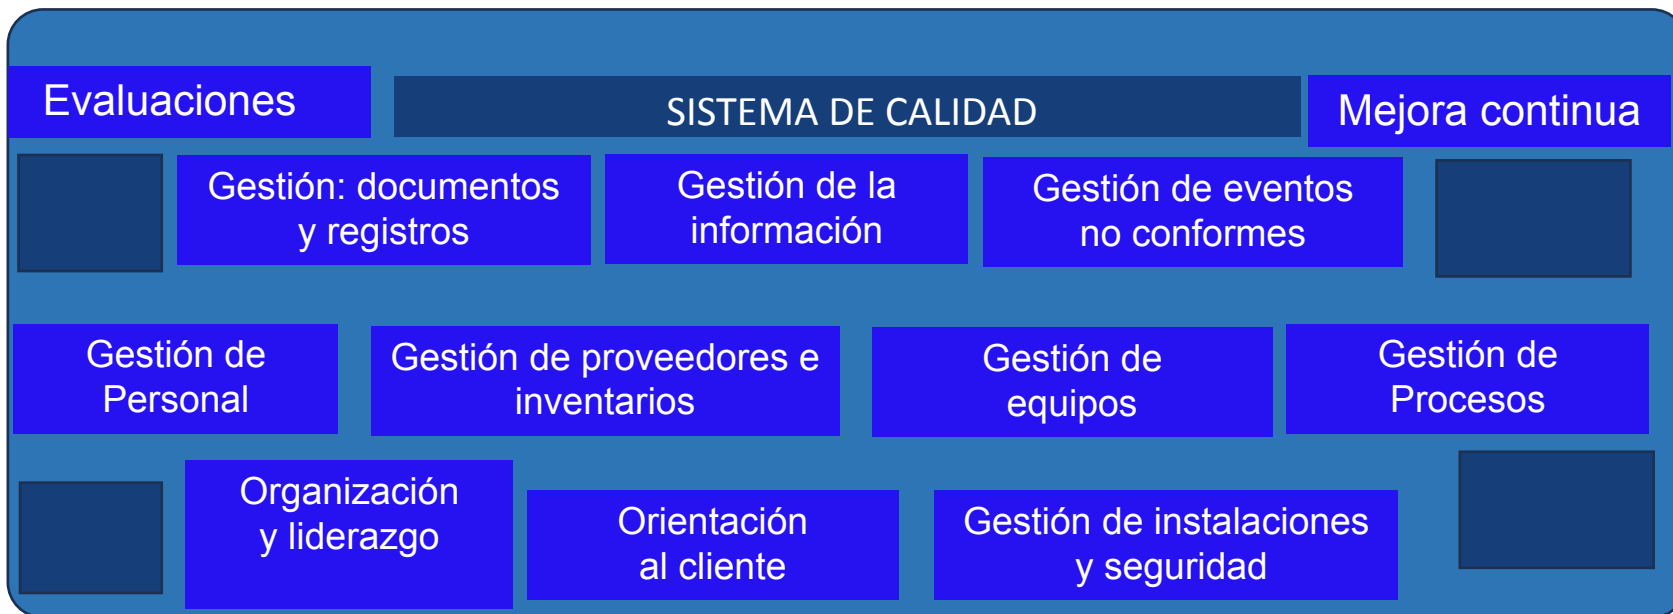 Evaluaciones
SISTEMA DE CALIDAD
Mejora continua
Gestión: documentos
y registros
Gestión de la
información
Gestión de eventos
no conformes
Gestión de
Personal
Gestión de proveedores e
inventarios
Gestión de
equipos
Gestión de
Procesos
Organización
y liderazgo
Orientación
al cliente
Gestión de instalaciones
y seguridad